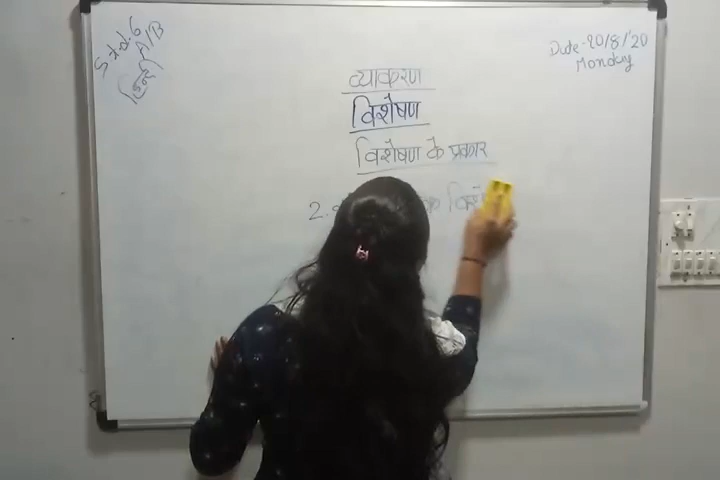 Std.6 A/B
हिन्दी
Date-20/8/'20
Monday
व्याकरण
विशेषण
विशेषण के प्रकार
2.